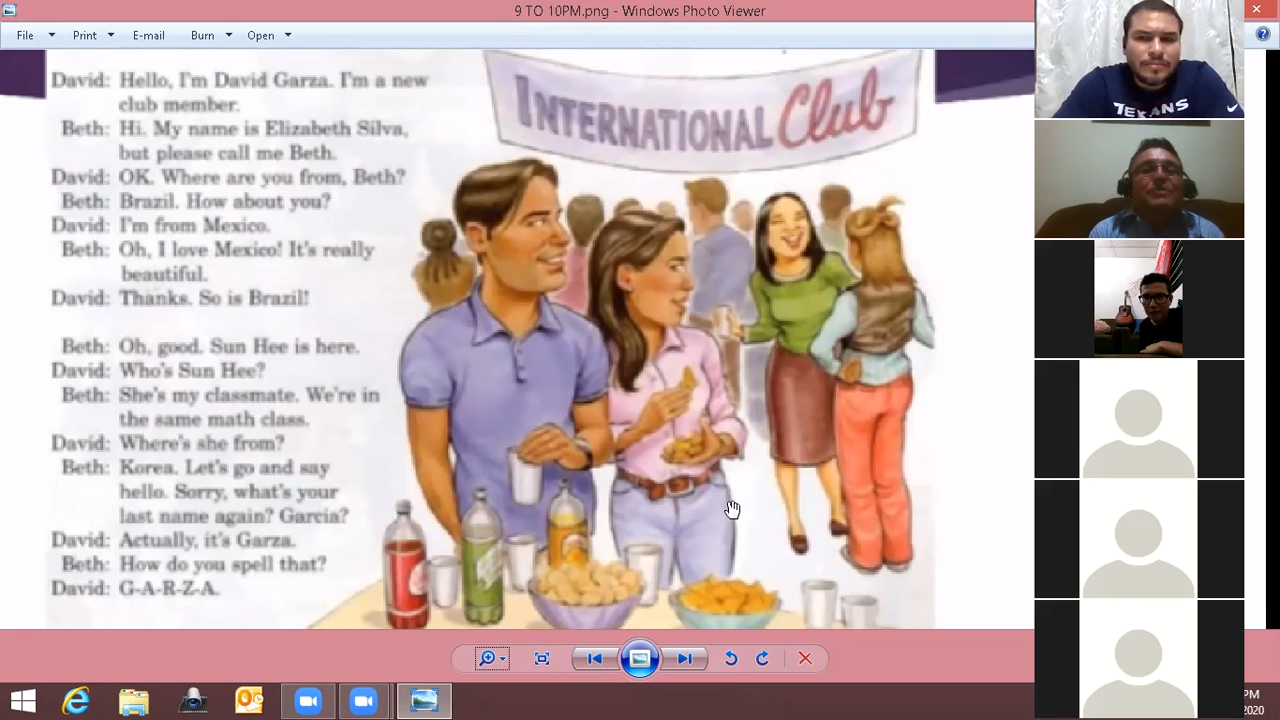 9 TO 10PM.png - Windows Photo Viewer
File Print E-mail Burn Open
INTERNATIONAL Club
David: Hello, I'm David Garza. I'm a new
club member.
Beth: Hi. My name is Elizabeth Silva,
but please call me Beth.
David: OK. Where are you from, Beth?
Beth: Brazil. How about you?
David: I'm from Mexico.
Beth: Oh, I love Mexico! It's really
beautiful.
David: Thanks. So is Brazil!
Beth: Oh, good. Sun Hee is here.
David: Who's Sun Hee?
Beth: She's my classmate. We're in
the same math class.
David: Where's she from?
Beth: Korea. Let's go and say
hello. Sorry, what's your
last name again? Garcia?
David: Actually, it's Garza.
Beth: How do you spell that?
David: G-A-R-Z-A.
TEXANS
PM
2020